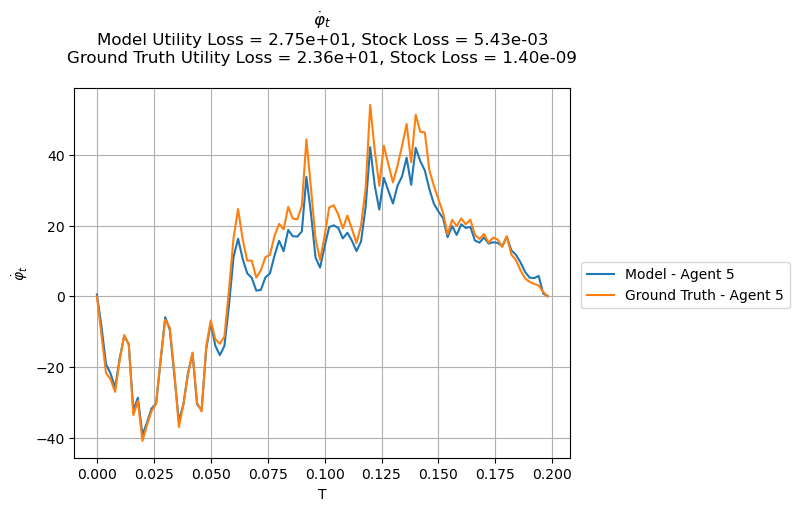 φ̇ₜ
Model Utility Loss = 2.75e+01, Stock Loss = 5.43e-03
Ground Truth Utility Loss = 2.36e+01, Stock Loss = 1.40e-09
φ̇ₜ
40
20
0
−20
−40
0.000 0.025 0.050 0.075 0.100 0.125 0.150 0.175 0.200
T
Model - Agent 5
Ground Truth - Agent 5